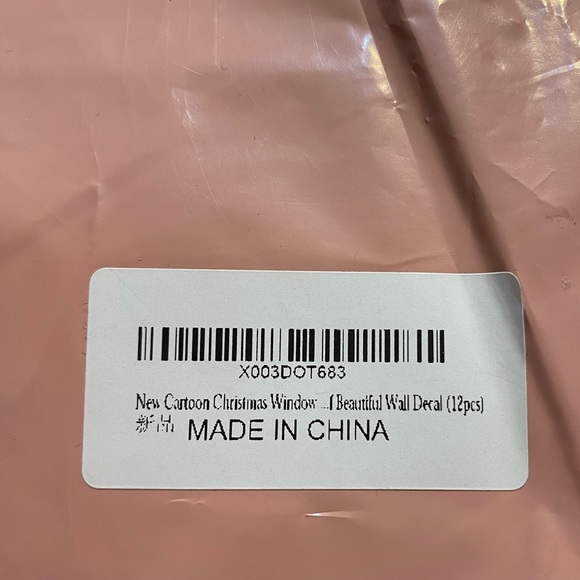 X003DOT683
New Cartoon Christmas Window ...f Beautiful Wall Decal (12pcs)
新品 MADE IN CHINA